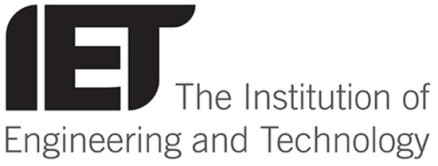 IET The Institution of
Engineering and Technology